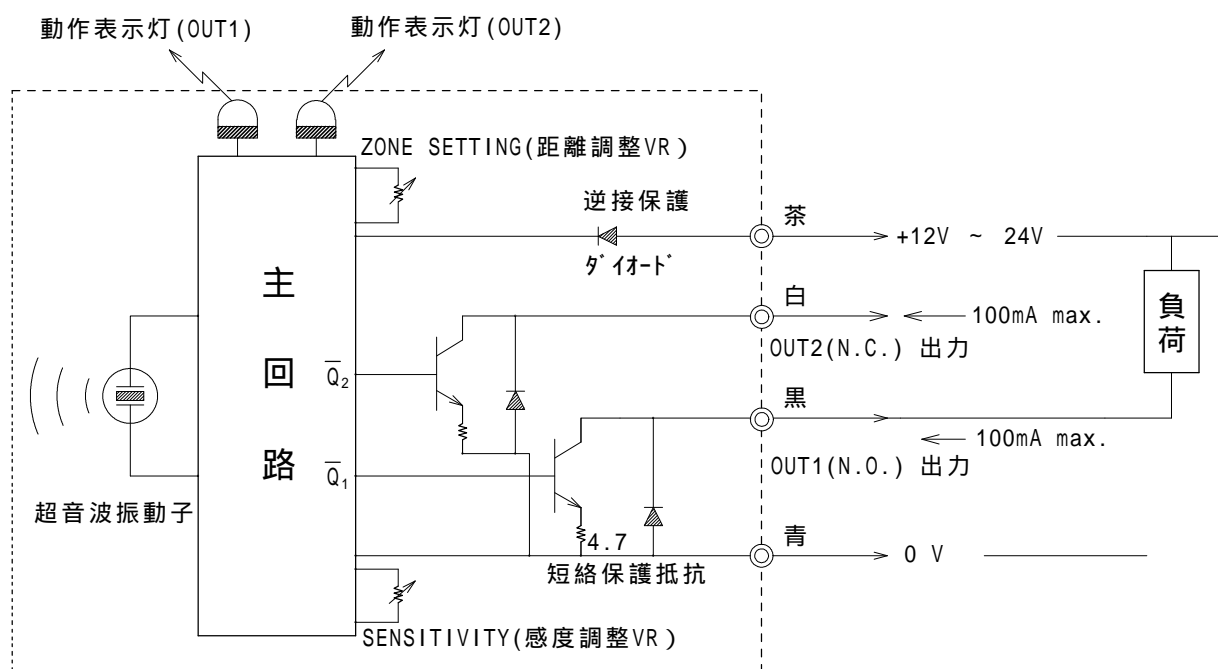 動作表示灯(OUT1)
動作表示灯(OUT2)
ZONE SETTING(距離調整VR)
逆接保護
ダイオード
茶
+12V ~ 24V
主回路
白
100mA max.
OUT2(N.C.) 出力
負荷
Q̅2
黒
100mA max.
OUT1(N.O.) 出力
Q̅1
超音波振動子
4.7
短絡保護抵抗
青
0 V
SENSITIVITY(感度調整VR)